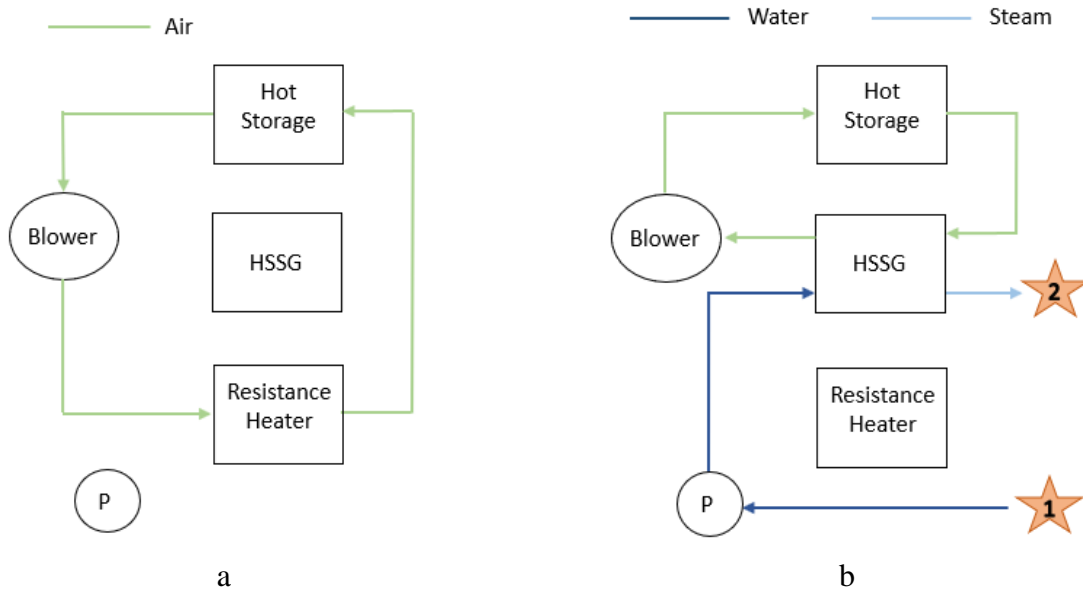 Air
Hot
Storage
Blower
HSSG
Resistance
Heater
P
a
Water
Steam
Hot
Storage
Blower
HSSG
2
Resistance
Heater
P
1
b